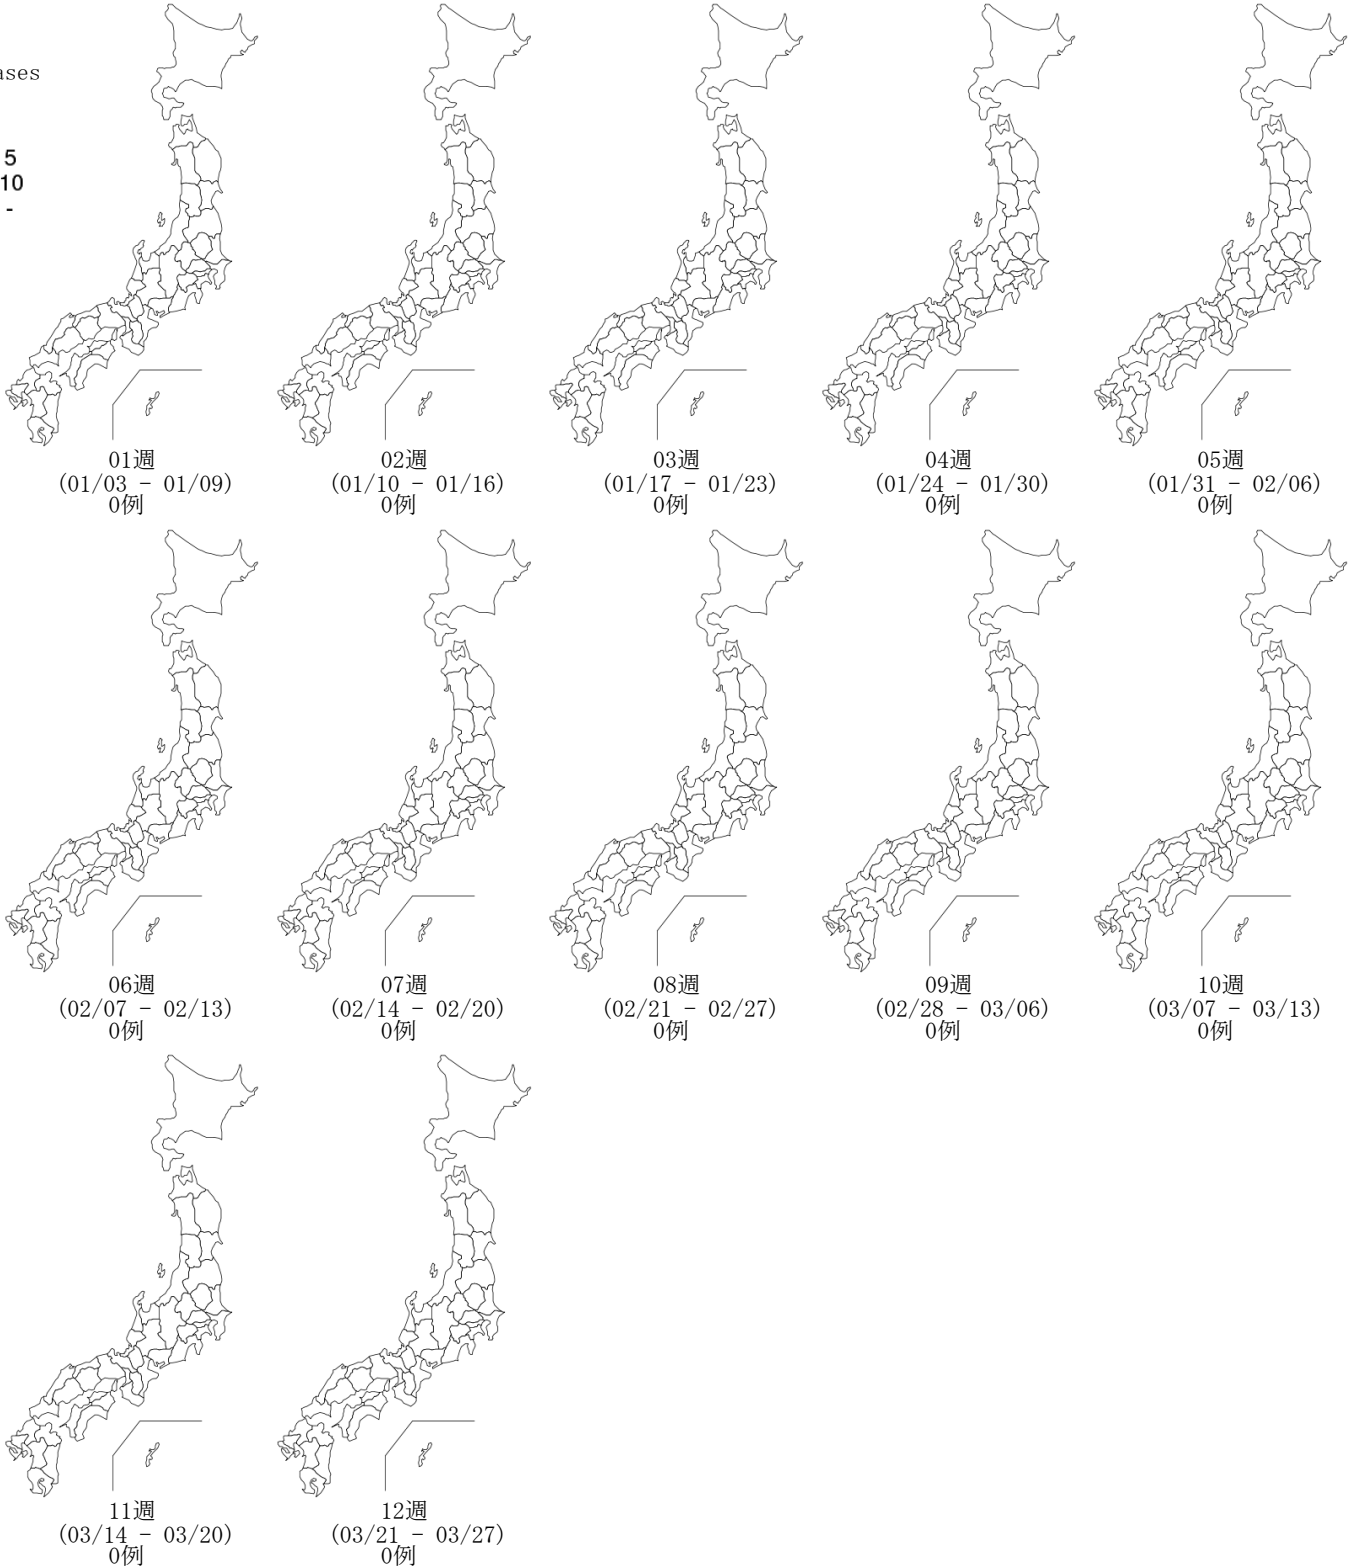 ases
5
10
-
01週
(01/03 - 01/09)
0例
02週
(01/10 - 01/16)
0例
03週
(01/17 - 01/23)
0例
04週
(01/24 - 01/30)
0例
05週
(01/31 - 02/06)
0例
06週
(02/07 - 02/13)
0例
07週
(02/14 - 02/20)
0例
08週
(02/21 - 02/27)
0例
09週
(02/28 - 03/06)
0例
10週
(03/07 - 03/13)
0例
11週
(03/14 - 03/20)
0例
12週
(03/21 - 03/27)
0例